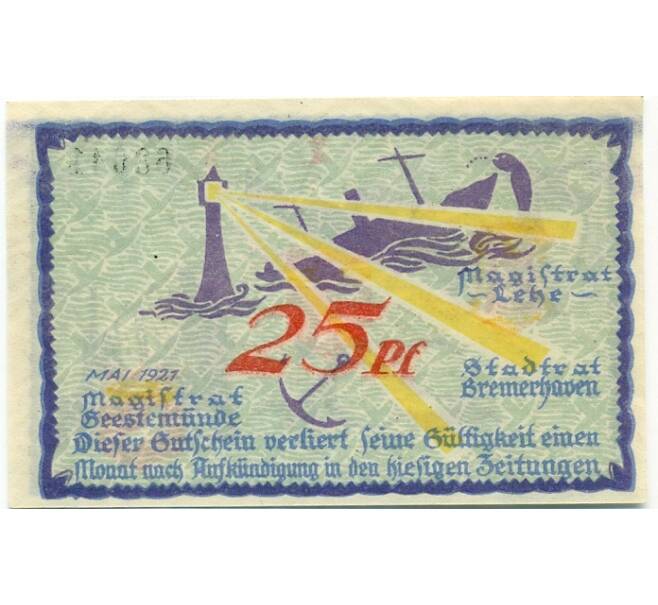 Magistrat
- Lehe -
25 Pf
MAI 1921
Magistrat
Geestemünde
Stadtrat
Bremerhaven
Dieser Gutschein verliert seine Gültigkeit einen
Monat nach Aufkündigung in den hiesigen Zeitungen